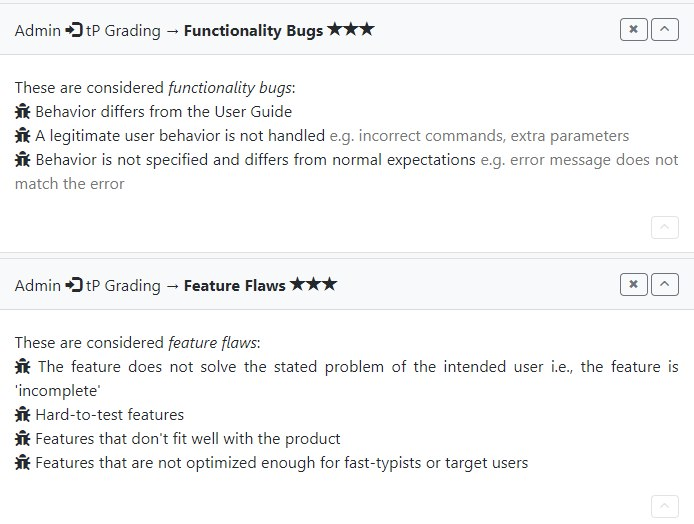 Admin tP Grading → Functionality Bugs ★★★
These are considered functionality bugs:
Behavior differs from the User Guide
A legitimate user behavior is not handled e.g. incorrect commands, extra parameters
Behavior is not specified and differs from normal expectations e.g. error message does not
match the error
Admin tP Grading → Feature Flaws ★★★
These are considered feature flaws:
The feature does not solve the stated problem of the intended user i.e., the feature is
'incomplete'
Hard-to-test features
Features that don't fit well with the product
Features that are not optimized enough for fast-typists or target users